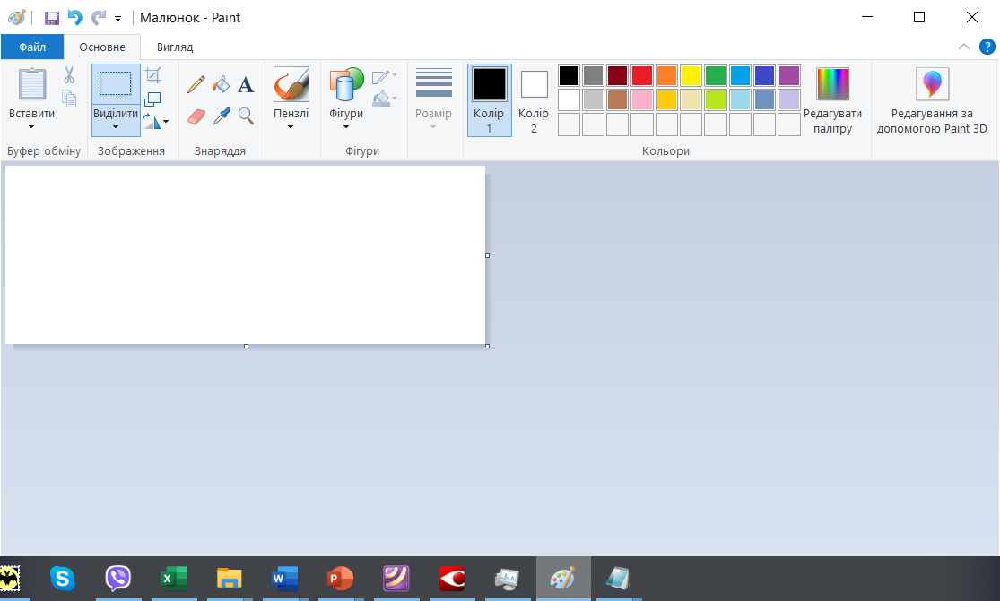 Малюнок - Paint
Файл
Основне
Вигляд
?
Вставити
Виділити
A
Пензлі
Фігури
Розмір
Колір
1
Колір
2
Редагувати
палітру
Редагування за
допомогою Paint 3D
Буфер обміну
Зображення
Знаряддя
Фігури
Кольори
S
X
W
P